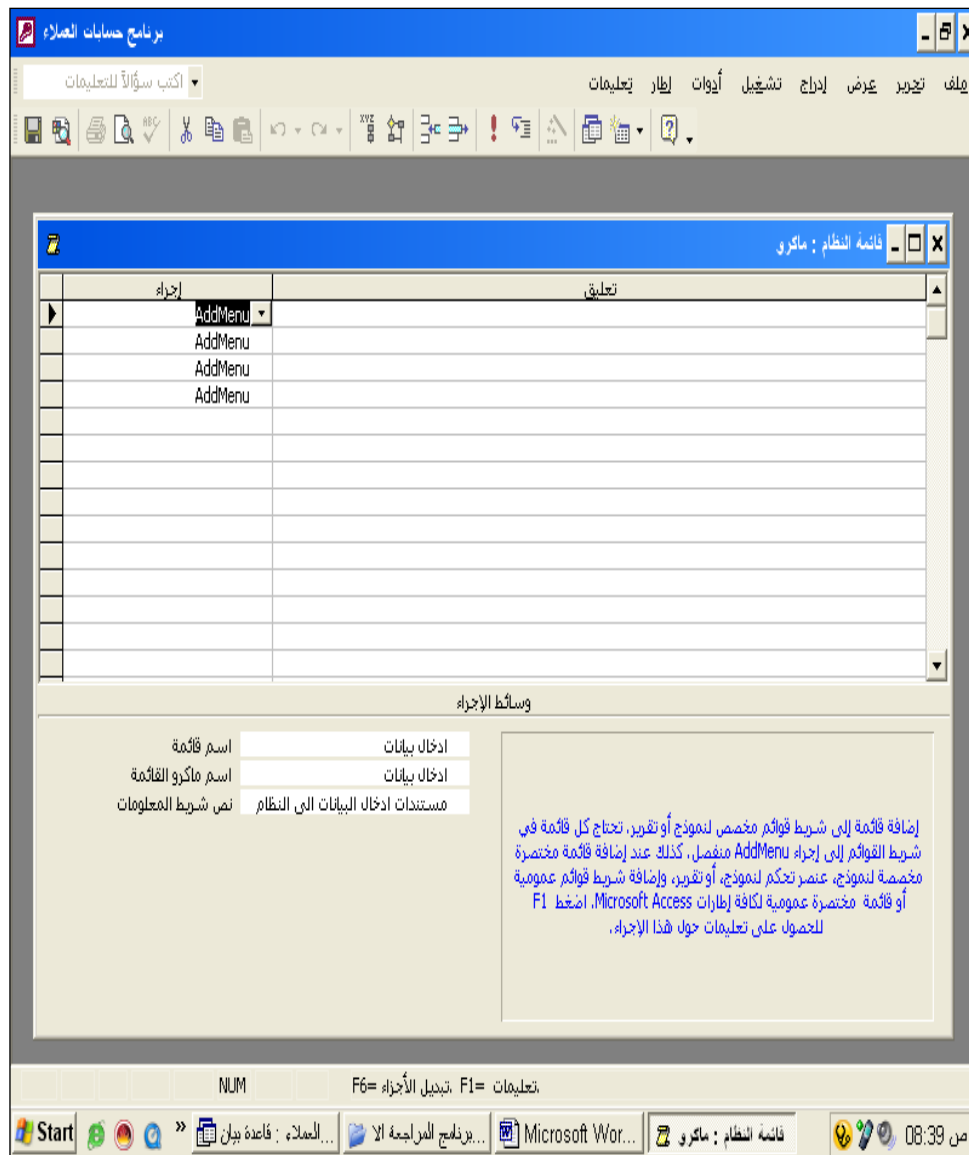 برنامج حسابات العملاء
ملف تحرير عرض إدراج تشغيل أدوات إطار تعليمات
اكتب سؤالاً للتعليمات
قائمة النظام : ماكرو
إجراء
تعليق
AddMenu
AddMenu
AddMenu
AddMenu
وسائط الإجراء
اسم قائمة
ادخال بيانات
اسم ماكرو القائمة
ادخال بيانات
نص شريط المعلومات
مستندات ادخال البيانات الى النظام
إضافة قائمة إلى شريط قوائم مخصص لنموذج أو تقرير. تحتاج كل قائمة في
شريط القوائم إلى إجراء AddMenu منفصل. كذلك عند إضافة قائمة مختصرة
مخصصة لنموذج، عنصر تحكم لنموذج، أو تقرير، وإضافة شريط قوائم عمومية
أو قائمة مختصرة عمومية لكافة إطارات Microsoft Access. اضغط F1
للحصول على تعليمات حول هذا الإجراء.
تعليمات =F1 ,تبديل الأجزاء =F6.
NUM
Start
العملاء : قاعدة بيان...
برنامج المراجعة الا...
Microsoft Wor...
قائمة النظام : ماكرو
08:39 ص